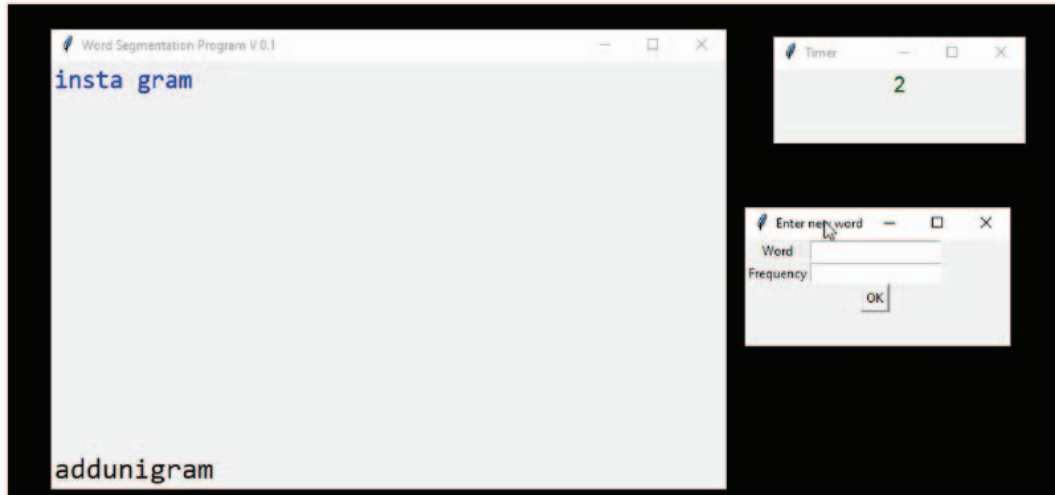 Word Segmentation Program V 0.1
insta gram
addunigram
Timer
2
Enter new word
Word
Frequency
OK